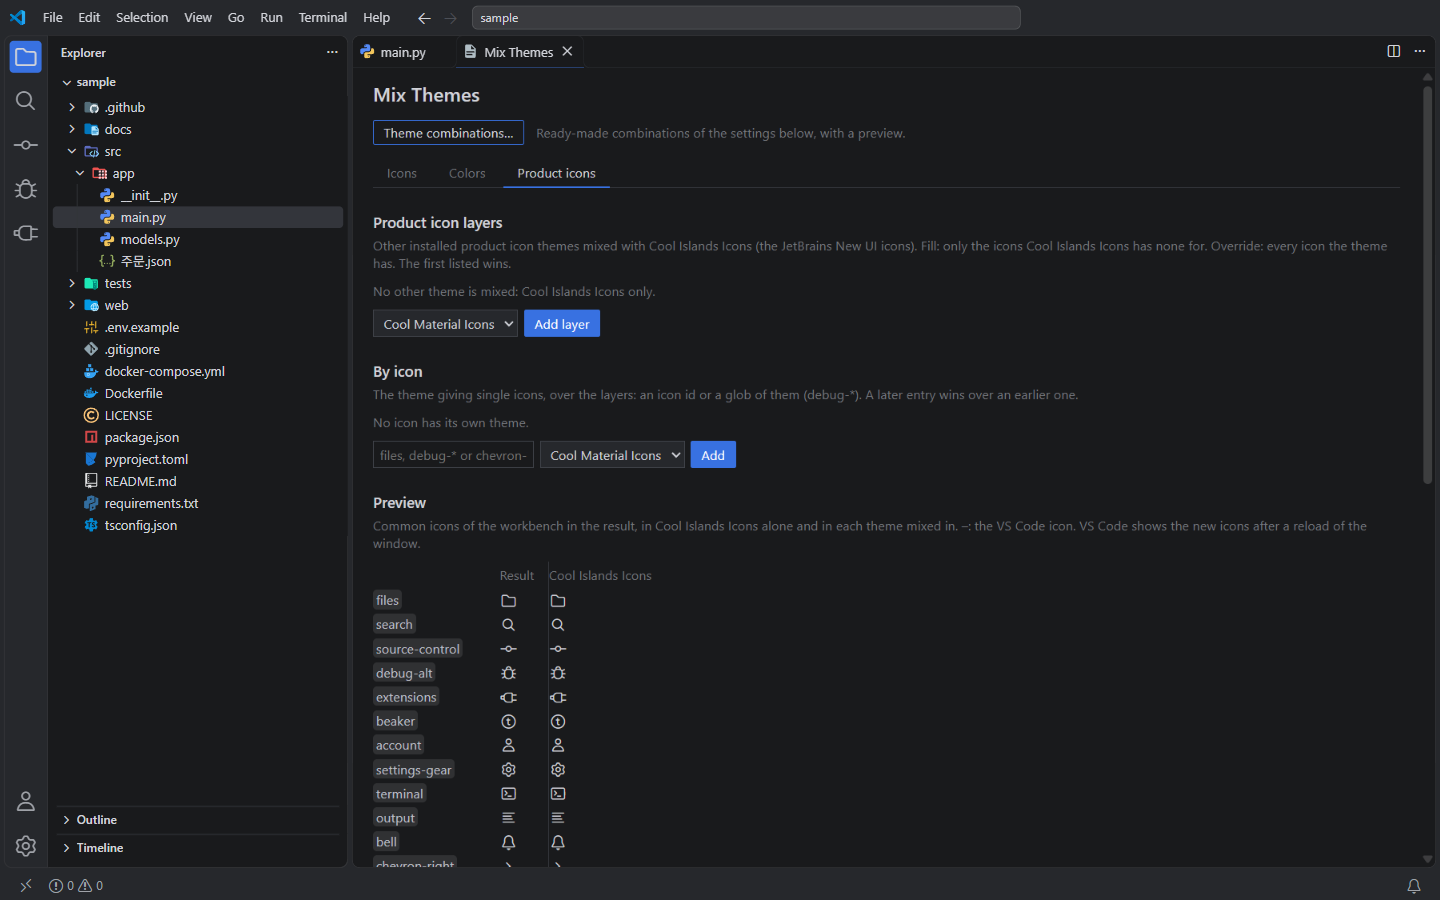 File Edit Selection View Go Run Terminal Help
sample
Explorer
sample
.github
docs
src
app
__init__.py
main.py
models.py
주문.json
tests
web
.env.example
.gitignore
docker-compose.yml
Dockerfile
LICENSE
package.json
pyproject.toml
README.md
requirements.txt
tsconfig.json
Outline
Timeline
main.py
Mix Themes
Mix Themes
Theme combinations... Ready-made combinations of the settings below, with a preview.
Icons Colors Product icons
Product icon layers
Other installed product icon themes mixed with Cool Islands Icons (the JetBrains New UI icons). Fill: only the icons Cool Islands Icons has none for. Override: every icon the theme
has. The first listed wins.
No other theme is mixed: Cool Islands Icons only.
Cool Material Icons Add layer
By icon
The theme giving single icons, over the layers: an icon id or a glob of them (debug-*). A later entry wins over an earlier one.
No icon has its own theme.
files, debug-* or chevron- Cool Material Icons Add
Preview
Common icons of the workbench in the result, in Cool Islands Icons alone and in each theme mixed in. –: the VS Code icon. VS Code shows the new icons after a reload of the
window.
Result Cool Islands Icons
files
search
source-control
debug-alt
extensions
beaker
account
settings-gear
terminal
output
bell
chevron-right
0 0